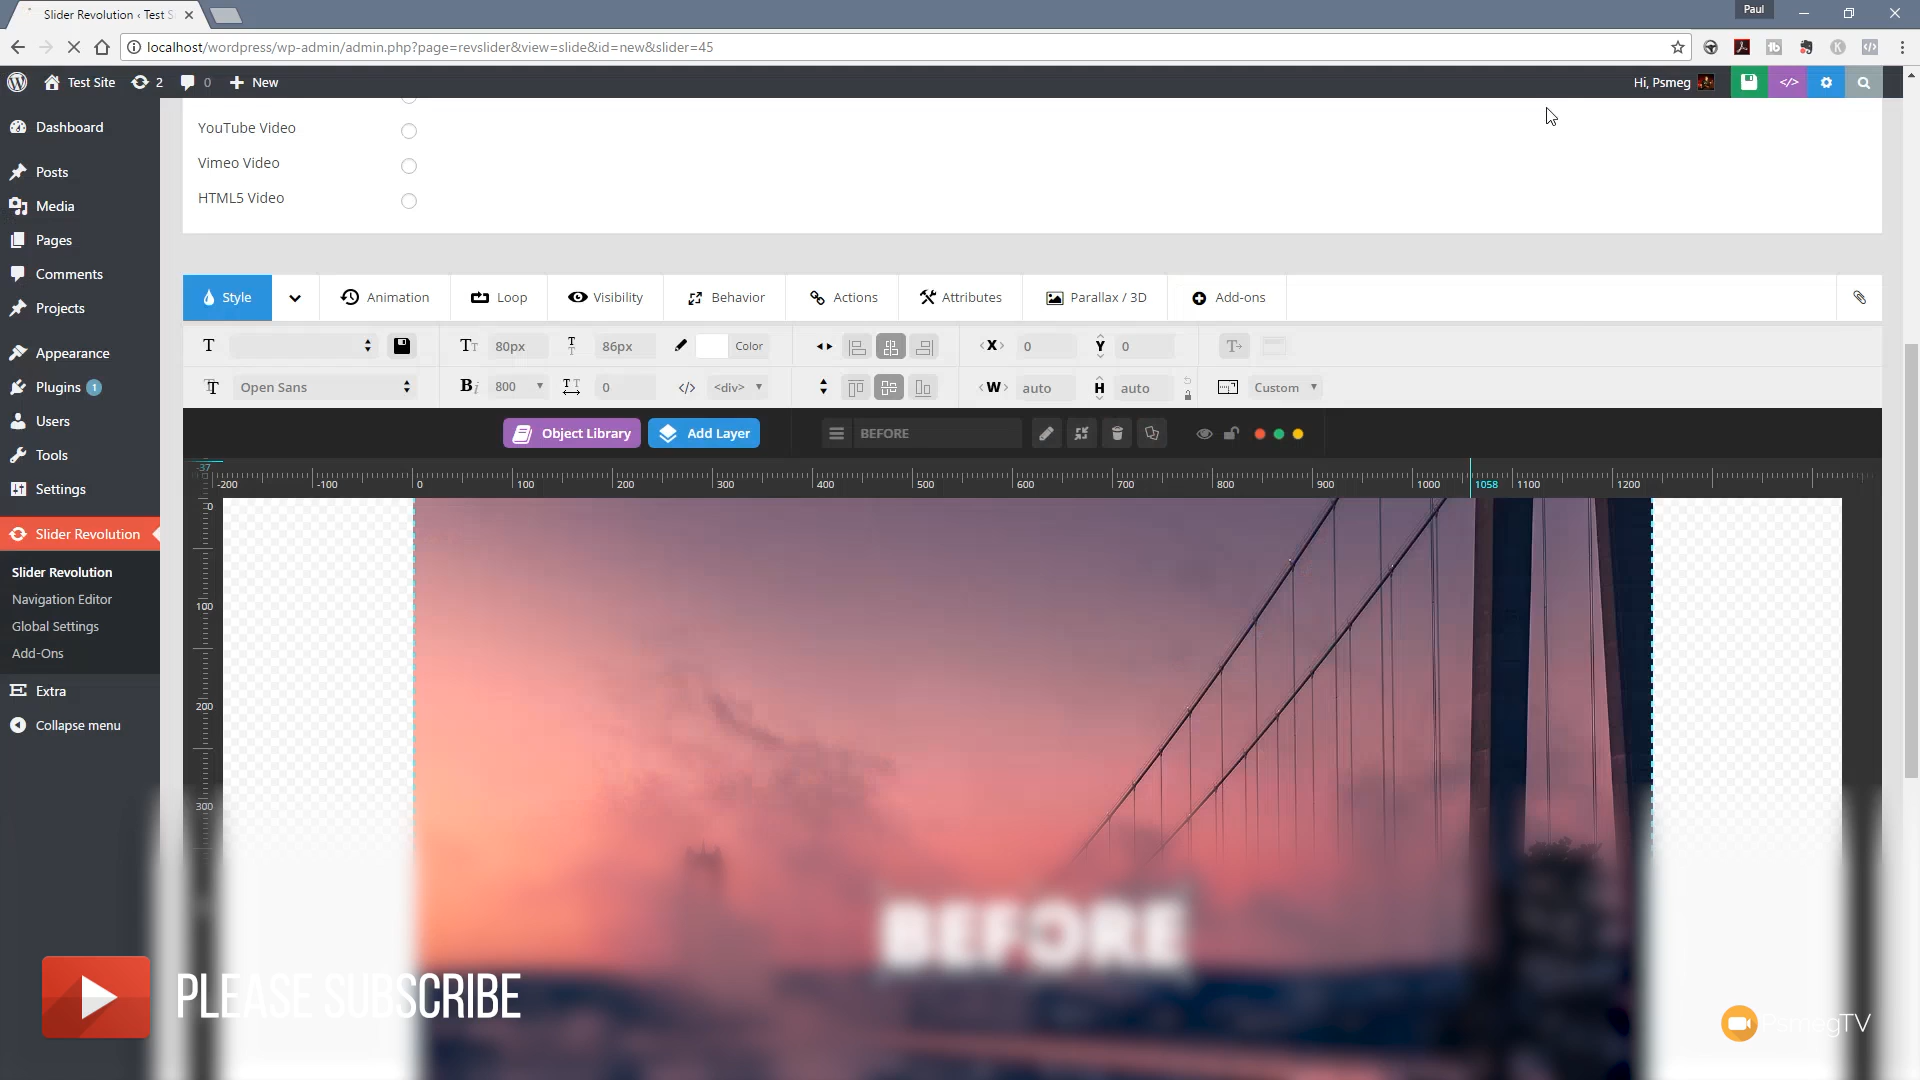 Slider Revolution ‹ Test S
Paul
localhost/wordpress/wp-admin/admin.php?page=revslider&view=slide&id=new&slider=45
Test Site
2
0
New
Hi, Psmeg
</>
Dashboard
Posts
Media
Pages
Comments
Projects
Appearance
Plugins 1
Users
Tools
Settings
Slider Revolution
Slider Revolution
Navigation Editor
Global Settings
Add-Ons
Extra
Collapse menu
YouTube Video
Vimeo Video
HTML5 Video
Style
Animation
Loop
Visibility
Behavior
Actions
Attributes
Parallax / 3D
Add-ons
80px
86px
Color
X
0
Y
0
Open Sans
800
0
</>
<div>
W
auto
H
auto
Custom
Object Library
Add Layer
BEFORE
-37
-200
-100
0
100
200
300
400
500
600
700
800
900
1000
1058
1100
1200
0
100
200
300
BEFORE
PLEASE SUBSCRIBE
PsmegTV